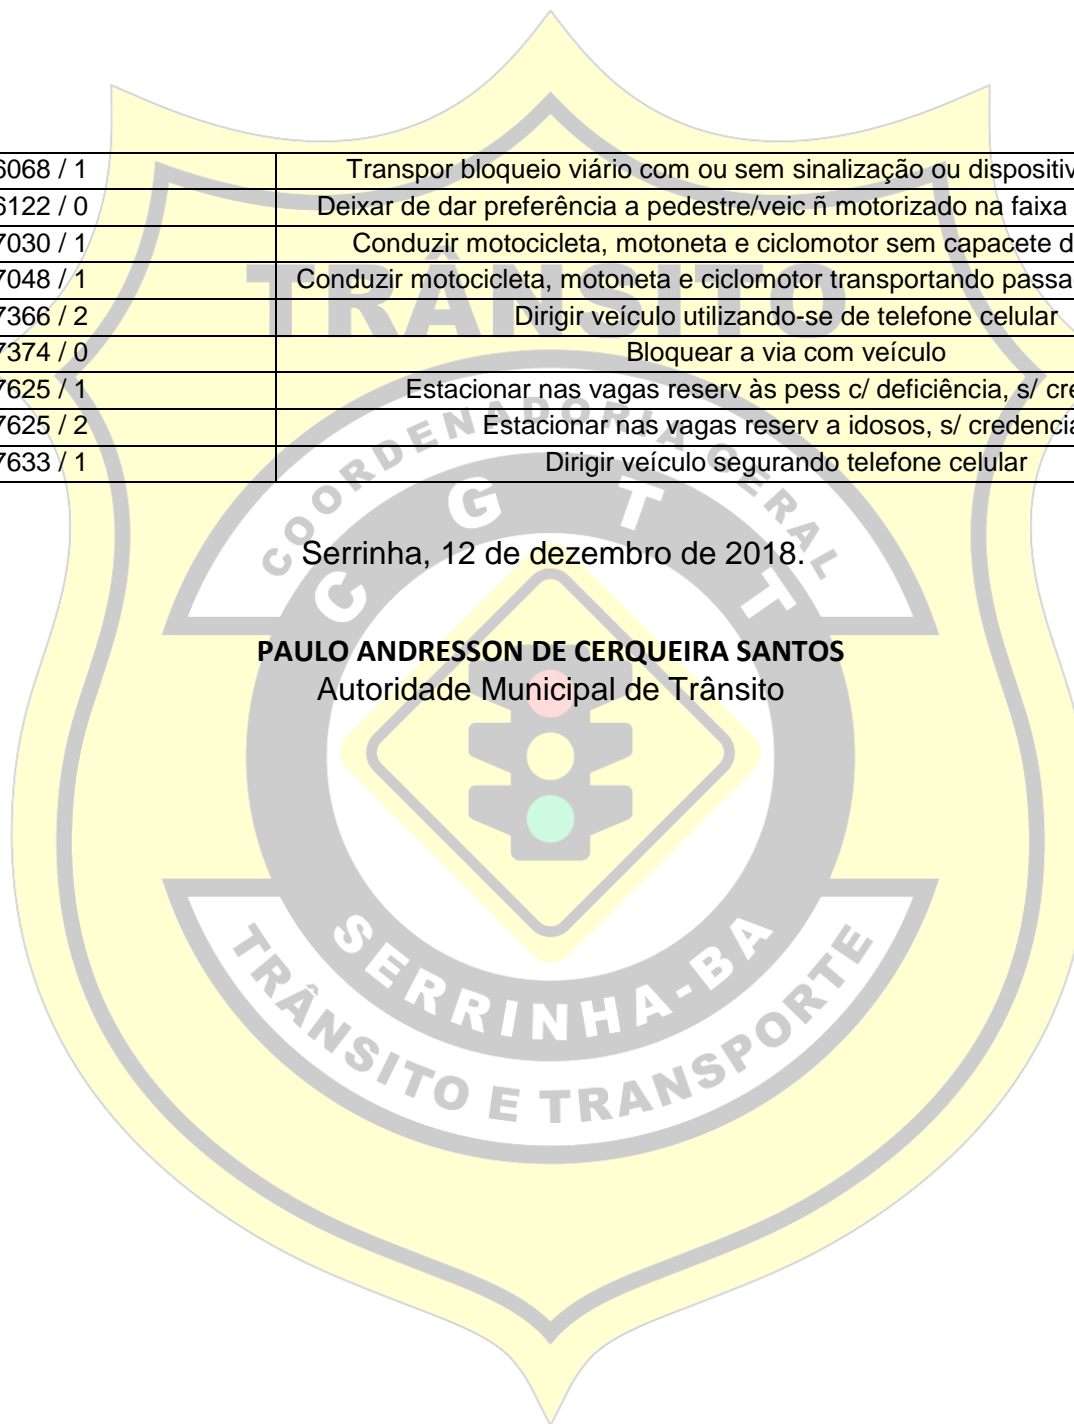 6068 / 1 Transpor bloqueio viário com ou sem sinalização ou
6122 / 0 Deixar de dar preferência a pedestre/veic ñ motorizado na faixa
7030 / 1 Conduzir motocicleta, motoneta e ciclomotor sem capacete
7048 / 1 Conduzir motocicleta, motoneta e ciclomotor transportando
7366 / 2 Dirigir veículo utilizando-se de telefone celular
7374 / 0 Bloquear a via com veículo
7625 / 1 Estacionar nas vagas reserv às pess c/ deficiência, s/
7625 / 2 Estacionar nas vagas reserv a idosos, s/
7633 / 1 Dirigir veículo segurando telefone celular
TRÂNSITO
COORDENADORIA GERAL
CGTT
Serrinha, 12 de dezembro de 2018.
PAULO ANDRESSON DE CERQUEIRA SANTOS
Autoridade Municipal de Trânsito
SERRINHA-BA
TRÂNSITO E TRANSPORTE